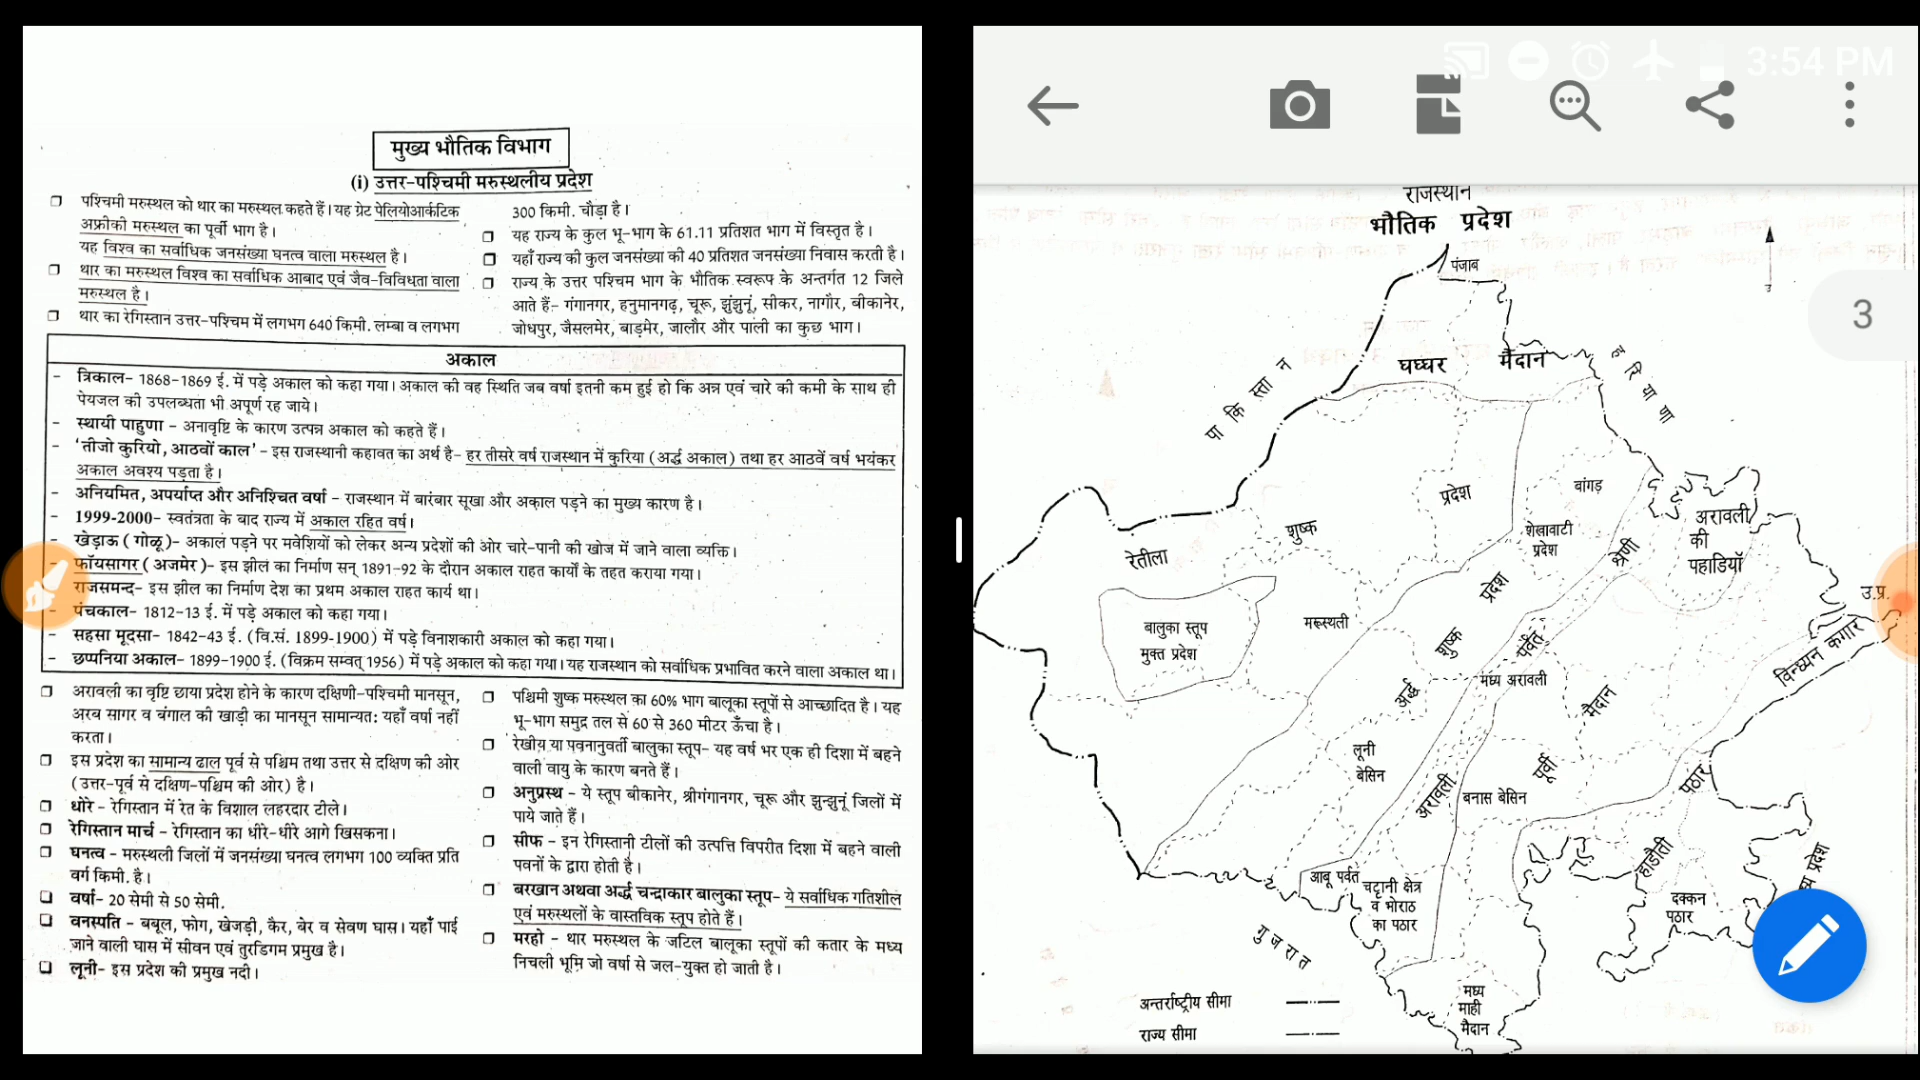 मुख्य भौतिक विभाग
(i) उत्तर-पश्चिमी मरुस्थलीय प्रदेश
❐ पश्चिमी मरुस्थल को थार का मरुस्थल कहते हैं। यह ग्रेट पेलियोआर्कटिक
अफ्रीकी मरुस्थल का पूर्वी भाग है।
यह विश्व का सर्वाधिक जनसंख्या घनत्व वाला मरुस्थल है।
❐ थार का मरुस्थल विश्व का सर्वाधिक आबाद एवं जैव-विविधता वाला
मरुस्थल है।
❐ थार का रेगिस्तान उत्तर-पश्चिम में लगभग 640 किमी. लम्बा व लगभग
300 किमी. चौड़ा है।
❐ यह राज्य के कुल भू-भाग के 61.11 प्रतिशत भाग में विस्तृत है।
❐ यहाँ राज्य की कुल जनसंख्या की 40 प्रतिशत जनसंख्या निवास करती है।
❐ राज्य के उत्तर पश्चिम भाग के भौतिक स्वरूप के अन्तर्गत 12 जिले
आते हैं- गंगानगर, हनुमानगढ़, चूरू, झुंझुनूं, सीकर, नागौर, बीकानेर,
जोधपुर, जैसलमेर, बाड़मेर, जालौर और पाली का कुछ भाग।
अकाल
- त्रिकाल- 1868-1869 ई. में पड़े अकाल को कहा गया। अकाल की वह स्थिति जब वर्षा इतनी कम हुई हो कि अन्न एवं चारे की कमी के साथ ही
पेयजल की उपलब्धता भी अपूर्ण रह जाये।
- स्थायी पाहुणा - अनावृष्टि के कारण उत्पन्न अकाल को कहते हैं।
- 'तीजो कुरियो, आठवों काल' - इस राजस्थानी कहावत का अर्थ है- हर तीसरे वर्ष राजस्थान में कुरिया (अर्द्ध अकाल) तथा हर आठवें वर्ष भयंकर
अकाल अवश्य पड़ता है।
- अनियमित, अपर्याप्त और अनिश्चित वर्षा - राजस्थान में बारंबार सूखा और अकाल पड़ने का मुख्य कारण है।
- 1999-2000- स्वतंत्रता के बाद राज्य में अकाल रहित वर्ष।
- खेड़ाऊ (गोळू)- अकाल पड़ने पर मवेशियों को लेकर अन्य प्रदेशों की ओर चारे-पानी की खोज में जाने वाला व्यक्ति।
- फॉयसागर (अजमेर)- इस झील का निर्माण सन् 1891-92 के दौरान अकाल राहत कार्यों के तहत कराया गया।
राजसमन्द- इस झील का निर्माण देश का प्रथम अकाल राहत कार्य था।
- पंचकाल- 1812-13 ई. में पड़े अकाल को कहा गया।
- सहसा मूदसा- 1842-43 ई. (वि.सं. 1899-1900) में पड़े विनाशकारी अकाल को कहा गया।
- छप्पनिया अकाल- 1899-1900 ई. (विक्रम सम्वत् 1956) में पड़े अकाल को कहा गया। यह राजस्थान को सर्वाधिक प्रभावित करने वाला अकाल था।
❐ अरावली का वृष्टि छाया प्रदेश होने के कारण दक्षिणी-पश्चिमी मानसून,
अरब सागर व बंगाल की खाड़ी का मानसून सामान्यत: यहाँ वर्षा नहीं
करता।
❐ इस प्रदेश का सामान्य ढाल पूर्व से पश्चिम तथा उत्तर से दक्षिण की ओर
(उत्तर-पूर्व से दक्षिण-पश्चिम की ओर) है।
❐ धोरे - रेगिस्तान में रेत के विशाल लहरदार टीले।
❐ रेगिस्तान मार्च - रेगिस्तान का धीरे-धीरे आगे खिसकना।
❐ घनत्व - मरुस्थली जिलों में जनसंख्या घनत्व लगभग 100 व्यक्ति प्रति
वर्ग किमी. है।
❐ वर्षा- 20 सेमी से 50 सेमी.
❐ वनस्पति - बबूल, फोग, खेजड़ी, कैर, बेर व सेवण घास। यहाँ पाई
जाने वाली घास में सीवन एवं तुरडिगम प्रमुख है।
❐ लूनी- इस प्रदेश की प्रमुख नदी।
❐ पश्चिमी शुष्क मरुस्थल का 60% भाग बालूका स्तूपों से आच्छादित है। यह
भू-भाग समुद्र तल से 60 से 360 मीटर ऊँचा है।
❐ रेखीय या पवनानुवर्ती बालुका स्तूप- यह वर्ष भर एक ही दिशा में बहने
वाली वायु के कारण बनते हैं।
❐ अनुप्रस्थ - ये स्तूप बीकानेर, श्रीगंगानगर, चूरू और झुन्झुनूं जिलों में
पाये जाते हैं।
❐ सीफ - इन रेगिस्तानी टीलों की उत्पत्ति विपरीत दिशा में बहने वाली
पवनों के द्वारा होती है।
❐ बरखान अथवा अर्द्ध चन्द्राकार बालुका स्तूप- ये सर्वाधिक गतिशील
एवं मरुस्थलों के वास्तविक स्तूप होते हैं।
❐ मरहो - थार मरुस्थल के जटिल बालूका स्तूपों की कतार के मध्य
निचली भूमि जो वर्षा से जल-युक्त हो जाती है।
3:54 PM
3
राजस्थान
भौतिक प्रदेश
पंजाब
घघ्घर मैदान
हरियाणा
पाकिस्तान
प्रदेश
बांगड़
शुष्क
शेखावाटी
प्रदेश
अरावली
की
पहाडियॉ
रेतीला
श्रेणी
प्रदेश
उ.प्र.
बालुका स्तूप
मुक्त प्रदेश
मरूस्थती
शुष्क
पर्वत
विन्ध्यन कगार
मध्य अरावली
अर्द्ध
मैदान
लूनी
बेसिन
पूर्वी
अरावली
बनास बेसिन
पठार
हाडौती
आबू पर्वत
चट्टानी क्षेत्र
व भोराठ
का पठार
दक्कन
पठार
प्रदेश
गुजरात
मध्य
माही
मैदान
अन्तर्राष्ट्रीय सीमा
राज्य सीमा